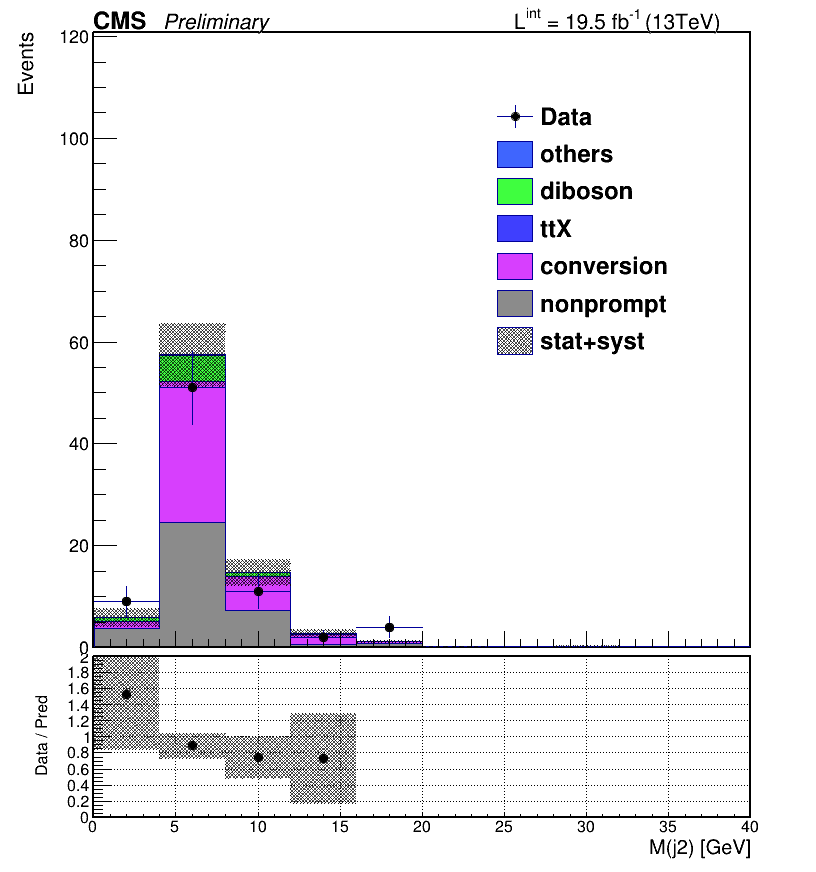 CMS Preliminary L^int = 19.5 fb^-1 (13TeV)
Events
120
100
80
60
40
20
0
Data
others
diboson
ttX
conversion
nonprompt
stat+syst
Data / Pred
2
1.8
1.6
1.4
1.2
1
0.8
0.6
0.4
0.2
0
0 5 10 15 20 25 30 35 40
M(j2) [GeV]